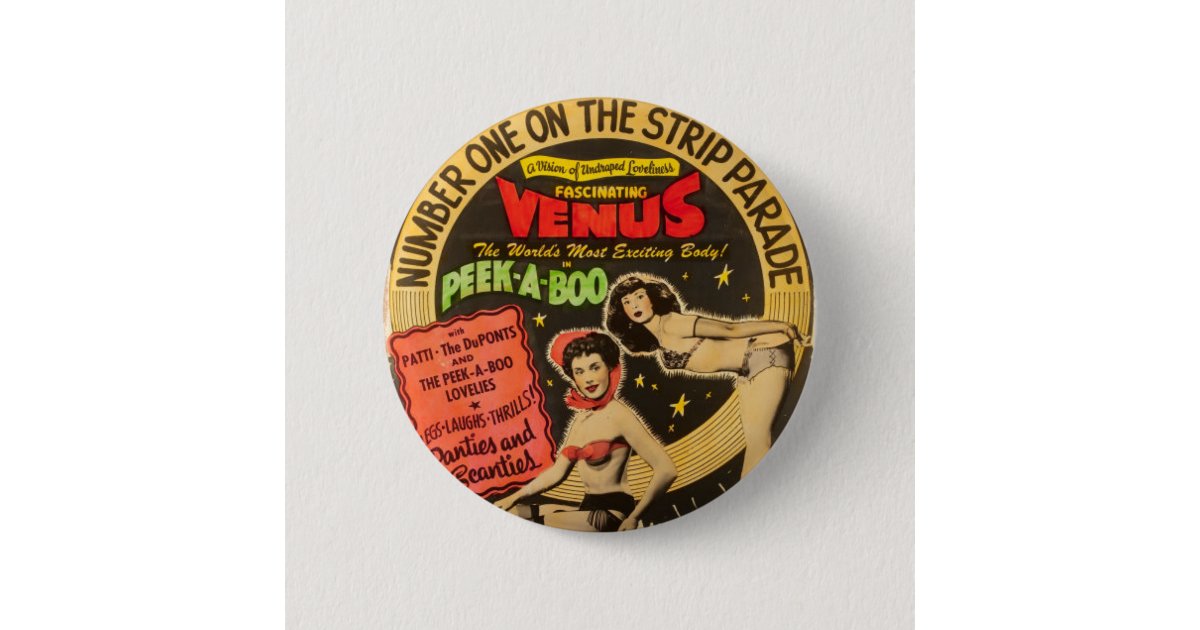 NUMBER ONE ON THE STRIP PARADE
A Vision of Undraped Loveliness
FASCINATING
VENUS
The World's Most Exciting Body!
IN
PEEK-A-BOO
with
PATTI · The DuPONTS
AND
THE PEEK-A-BOO
LOVELIES
EGS · LAUGHS · THRILLS!
Panties and
Scanties